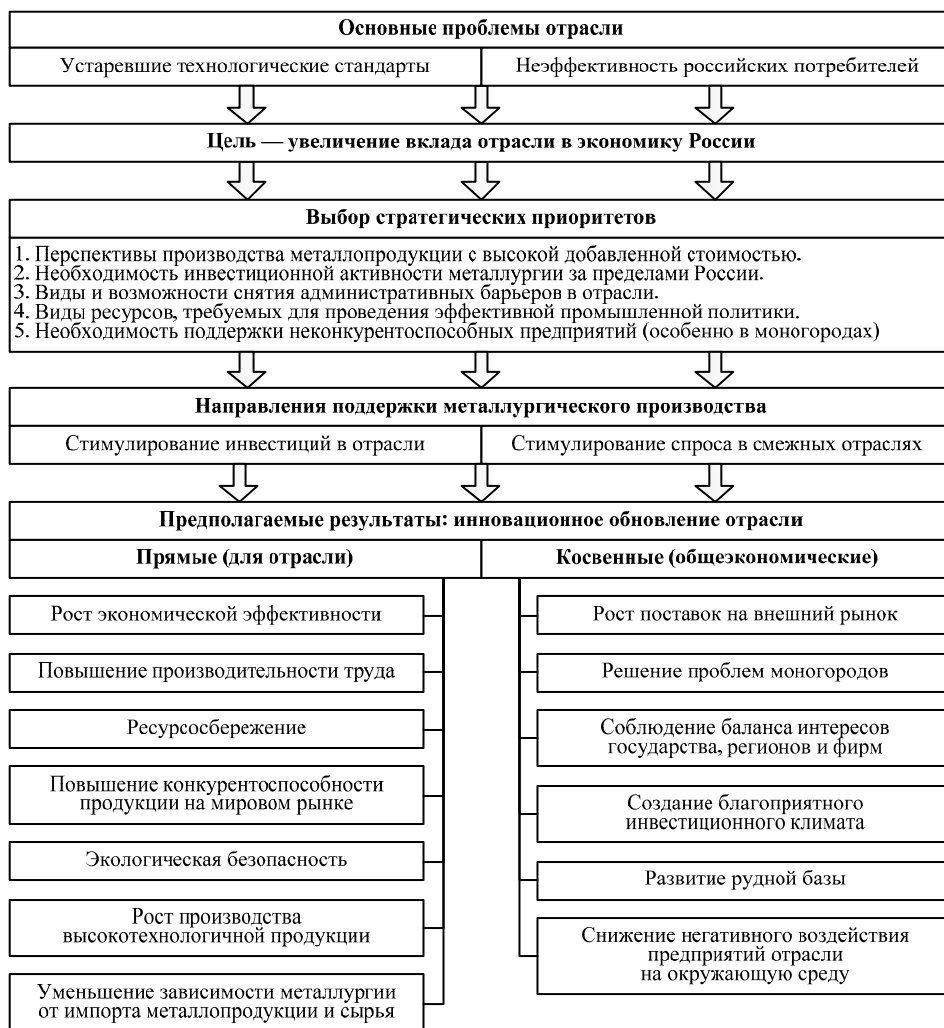 Основные проблемы отрасли
Устаревшие технологические стандарты
Неэффективность российских потребителей
Цель — увеличение вклада отрасли в экономику России
Выбор стратегических приоритетов
1. Перспективы производства металлопродукции с высокой добавленной стоимостью.
2. Необходимость инвестиционной активности металлургии за пределами России.
3. Виды и возможности снятия административных барьеров в отрасли.
4. Виды ресурсов, требуемых для проведения эффективной промышленной политики.
5. Необходимость поддержки неконкурентоспособных предприятий (особенно в моногородах)
Направления поддержки металлургического производства
Стимулирование инвестиций в отрасли
Стимулирование спроса в смежных отраслях
Предполагаемые результаты: инновационное обновление отрасли
Прямые (для отрасли)
Косвенные (общеэкономические)
Рост экономической эффективности
Повышение производительности труда
Ресурсосбережение
Повышение конкурентоспособности
продукции на мировом рынке
Экологическая безопасность
Рост производства
высокотехнологичной продукции
Уменьшение зависимости металлургии
от импорта металлопродукции и сырья
Рост поставок на внешний рынок
Решение проблем моногородов
Соблюдение баланса интересов
государства, регионов и фирм
Создание благоприятного
инвестиционного климата
Развитие рудной базы
Снижение негативного воздействия
предприятий отрасли
на окружающую среду